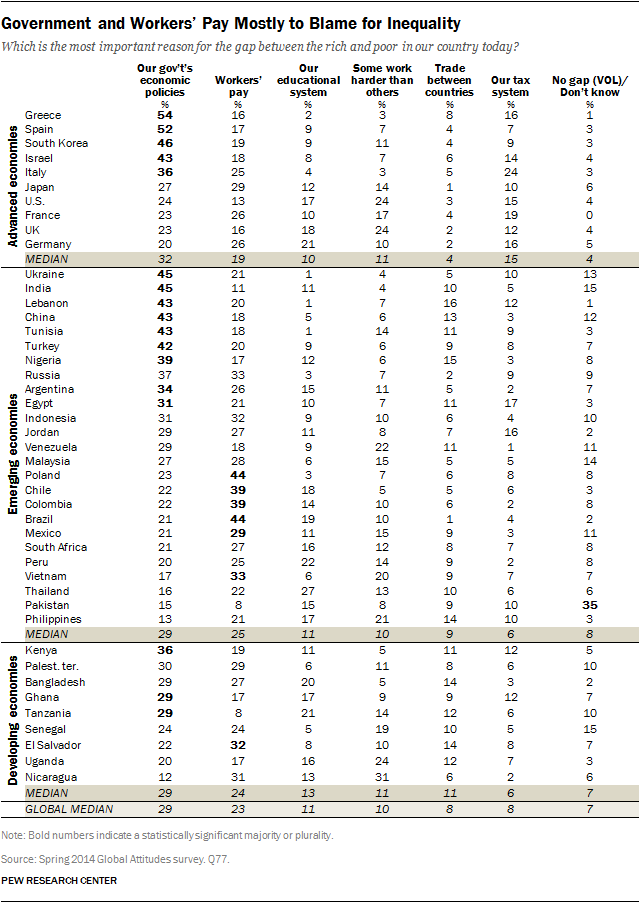 Government and Workers' Pay Mostly to Blame for Inequality
Which is the most important reason for the gap between the rich and poor in our country today?
Our gov't's economic policies Workers' pay Our educational system Some work harder than others Trade between countries Our tax system No gap (VOL)/ Don't know
% % % % % % %
Advanced economies
Greece 54 16 2 3 8 16 1
Spain 52 17 9 7 4 7 3
South Korea 46 19 9 11 4 9 3
Israel 43 18 8 7 6 14 4
Italy 36 25 4 3 5 24 3
Japan 27 29 12 14 1 10 6
U.S. 24 13 17 24 3 15 4
France 23 26 10 17 4 19 0
UK 23 16 18 24 2 12 4
Germany 20 26 21 10 2 16 5
MEDIAN 32 19 10 11 4 15 4
Emerging economies
Ukraine 45 21 1 4 5 10 13
India 45 11 11 4 10 5 15
Lebanon 43 20 1 7 16 12 1
China 43 18 5 6 13 3 12
Tunisia 43 18 1 14 11 9 3
Turkey 42 20 9 6 9 8 7
Nigeria 39 17 12 6 15 3 8
Russia 37 33 3 7 2 9 9
Argentina 34 26 15 11 5 2 7
Egypt 31 21 10 7 11 17 3
Indonesia 31 32 9 10 6 4 10
Jordan 29 27 11 8 7 16 2
Venezuela 29 18 9 22 11 1 11
Malaysia 27 28 6 15 5 5 14
Poland 23 44 3 7 6 8 8
Chile 22 39 18 5 5 6 3
Colombia 22 39 14 10 6 2 8
Brazil 21 44 19 10 1 4 2
Mexico 21 29 11 15 9 3 11
South Africa 21 27 16 12 8 7 8
Peru 20 25 22 14 9 2 8
Vietnam 17 33 6 20 9 7 7
Thailand 16 22 27 13 10 6 6
Pakistan 15 8 15 8 9 10 35
Philippines 13 21 17 21 14 10 3
MEDIAN 29 25 11 10 9 6 8
Developing economies
Kenya 36 19 11 5 11 12 5
Palest. ter. 30 29 6 11 8 6 10
Bangladesh 29 27 20 5 14 3 2
Ghana 29 17 17 9 9 12 7
Tanzania 29 8 21 14 12 6 10
Senegal 24 24 5 19 10 5 15
El Salvador 22 32 8 10 14 8 7
Uganda 20 17 16 24 12 7 3
Nicaragua 12 31 13 31 6 2 6
MEDIAN 29 24 13 11 11 6 7
GLOBAL MEDIAN 29 23 11 10 8 8 7
Note: Bold numbers indicate a statistically significant majority or plurality.
Source: Spring 2014 Global Attitudes survey. Q77.
PEW RESEARCH CENTER